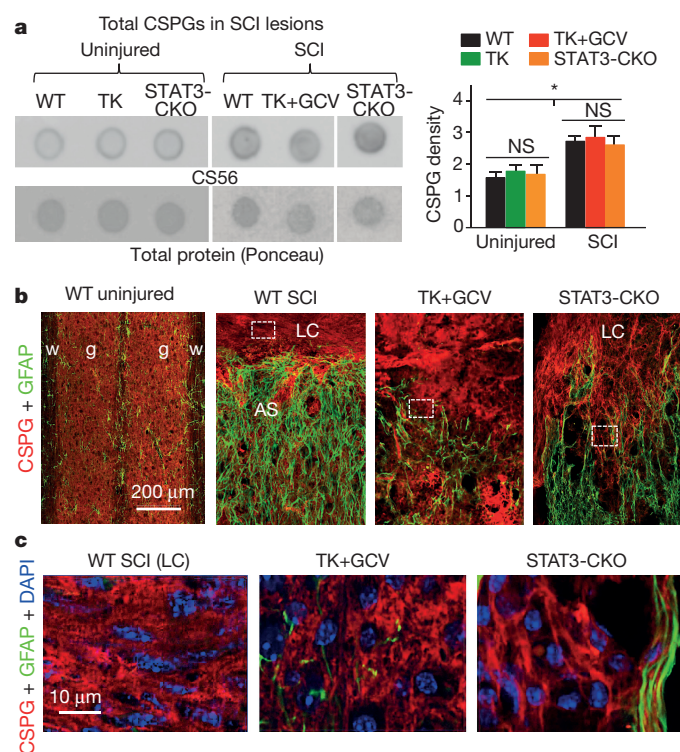 a
Total CSPGs in SCI lesions
Uninjured
SCI
WT
TK
STAT3-
CKO
WT
TK+GCV
STAT3-
CKO
CS56
Total protein (Ponceau)
WT
TK+GCV
TK
STAT3-CKO
CSPG density
4
3
2
1
0
*
NS
NS
Uninjured
SCI
b
WT uninjured
WT SCI
TK+GCV
STAT3-CKO
CSPG + GFAP
w
g
g
w
200 μm
LC
AS
LC
c
WT SCI (LC)
TK+GCV
STAT3-CKO
CSPG + GFAP + DAPI
10 μm